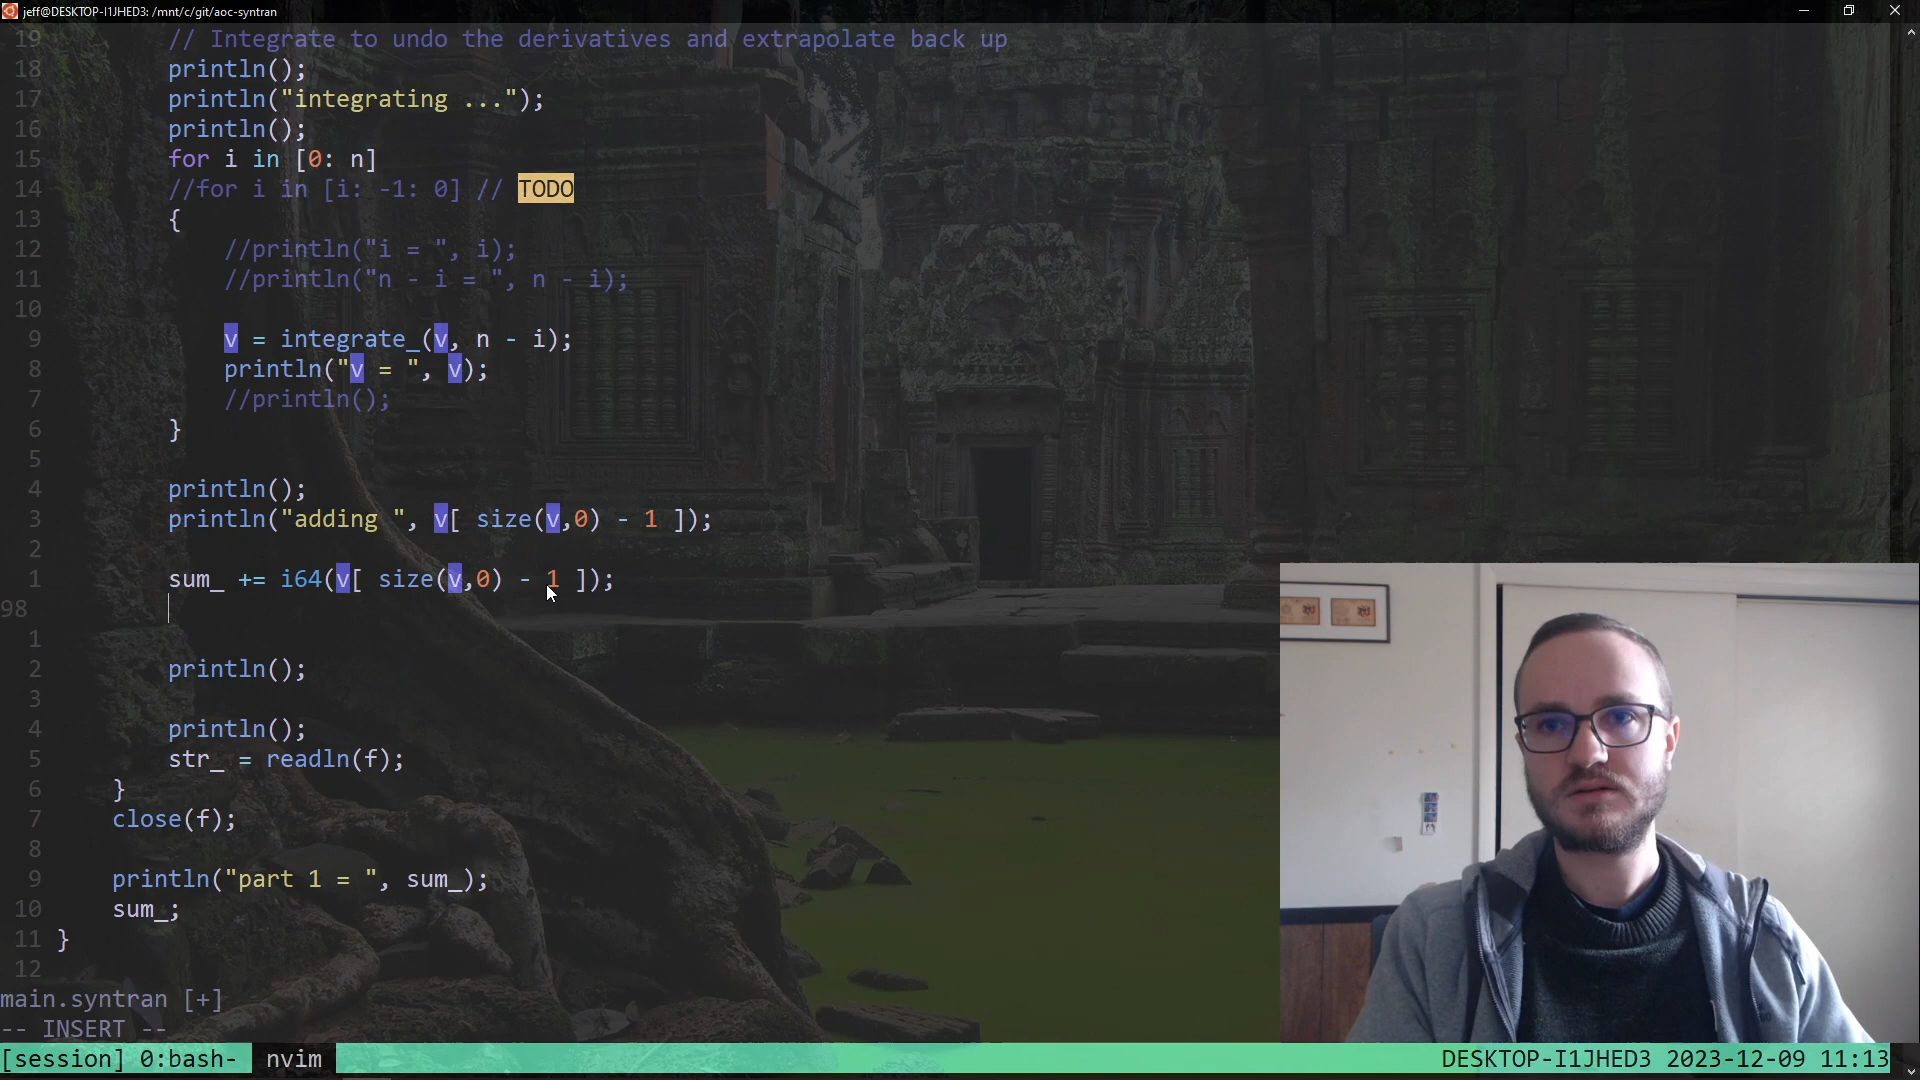 jeff@DESKTOP-I1JHED3: /mnt/c/git/aoc-syntran
19 // Integrate to undo the derivatives and extrapolate back up
18 println();
17 println("integrating ...");
16 println();
15 for i in [0: n]
14 //for i in [i: -1: 0] // TODO
13 {
12 //println("i = ", i);
11 //println("n - i = ", n - i);
10
9 v = integrate_(v, n - i);
8 println("v = ", v);
7 //println();
6 }
5
4 println();
3 println("adding ", v[ size(v,0) - 1 ]);
2
1 sum_ += i64(v[ size(v,0) - 1 ]);
98
1
2 println();
3
4 println();
5 str_ = readln(f);
6 }
7 close(f);
8
9 println("part 1 = ", sum_);
10 sum_;
11 }
12
main.syntran [+]
-- INSERT --
[session] 0:bash- nvim DESKTOP-I1JHED3 2023-12-09 11:13